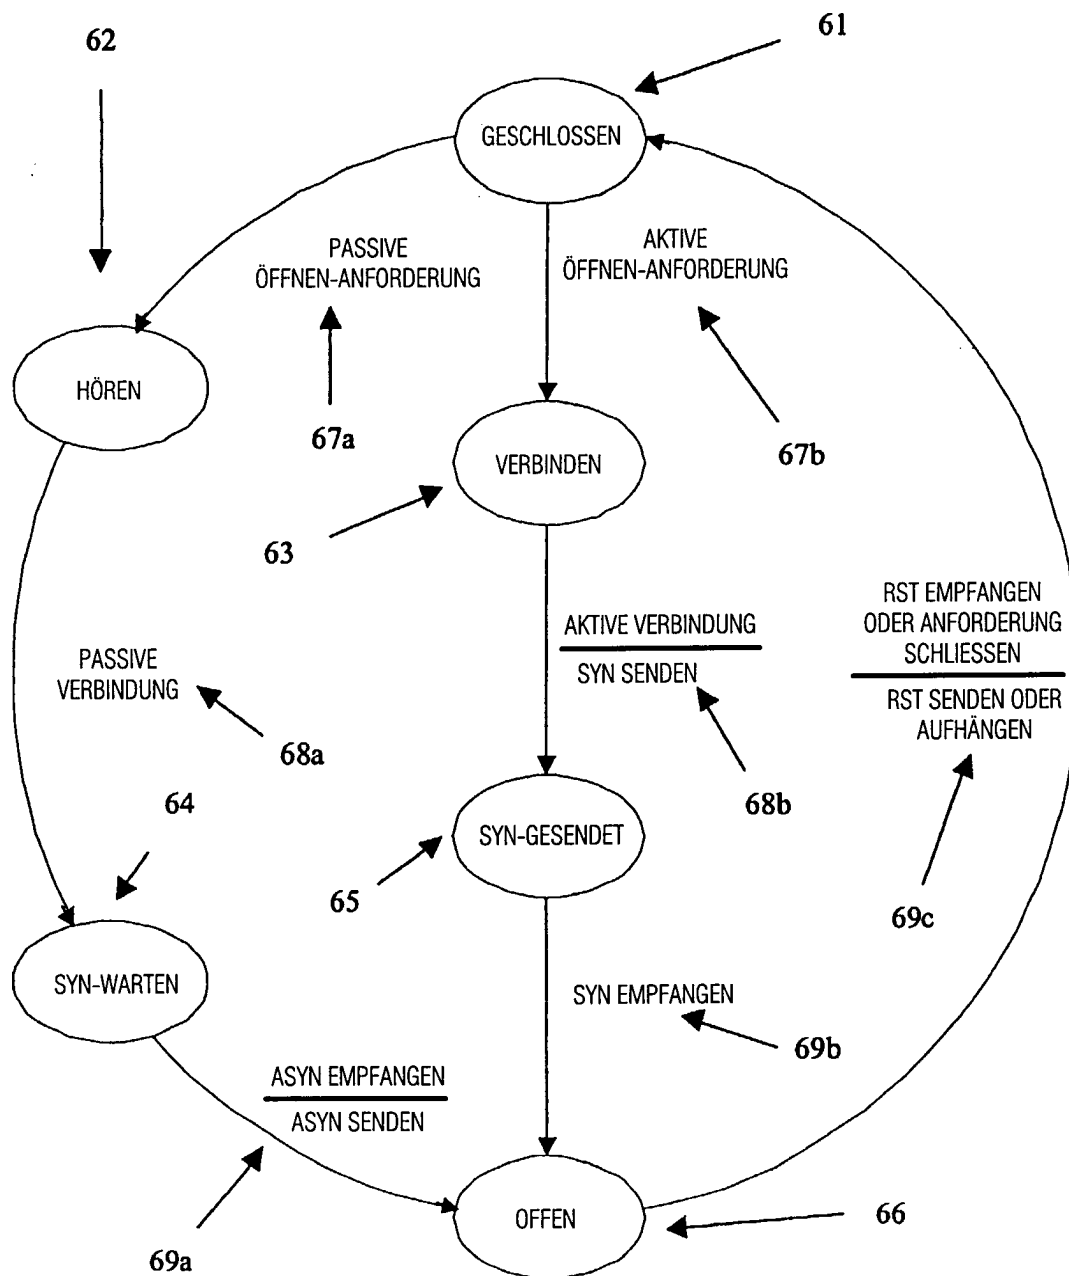 62
61
GESCHLOSSEN
PASSIVE
ÖFFNEN-ANFORDERUNG
AKTIVE
ÖFFNEN-ANFORDERUNG
HÖREN
67a
67b
VERBINDEN
63
AKTIVE VERBINDUNG
SYN SENDEN
RST EMPFANGEN
ODER ANFORDERUNG
SCHLIESSEN
RST SENDEN ODER
AUFHÄNGEN
PASSIVE
VERBINDUNG
68a
68b
64
SYN-GESENDET
65
69c
SYN-WARTEN
SYN EMPFANGEN
69b
ASYN EMPFANGEN
ASYN SENDEN
OFFEN
66
69a